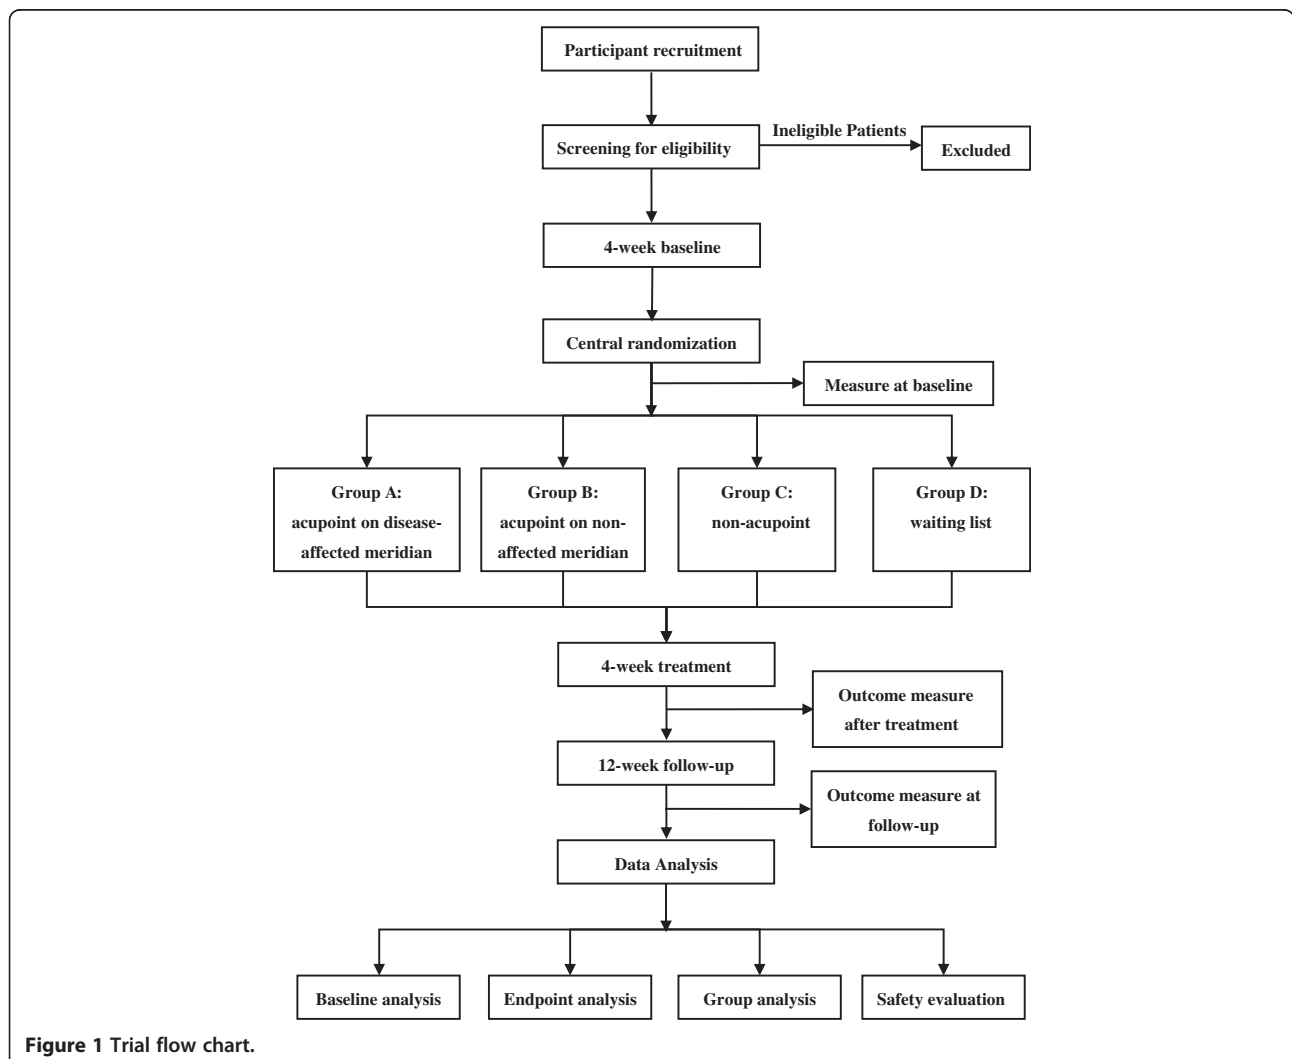 Participant recruitment
Ineligible Patients
Screening for eligibility
Excluded
4-week baseline
Central randomization
Measure at baseline
Group A:
acupoint on disease-
affected meridian
Group B:
acupoint on non-
affected meridian
Group C:
non-acupoint
Group D:
waiting list
4-week treatment
Outcome measure
after treatment
12-week follow-up
Outcome measure at
follow-up
Data Analysis
Baseline analysis
Endpoint analysis
Group analysis
Safety evaluation
Figure 1 Trial flow chart.